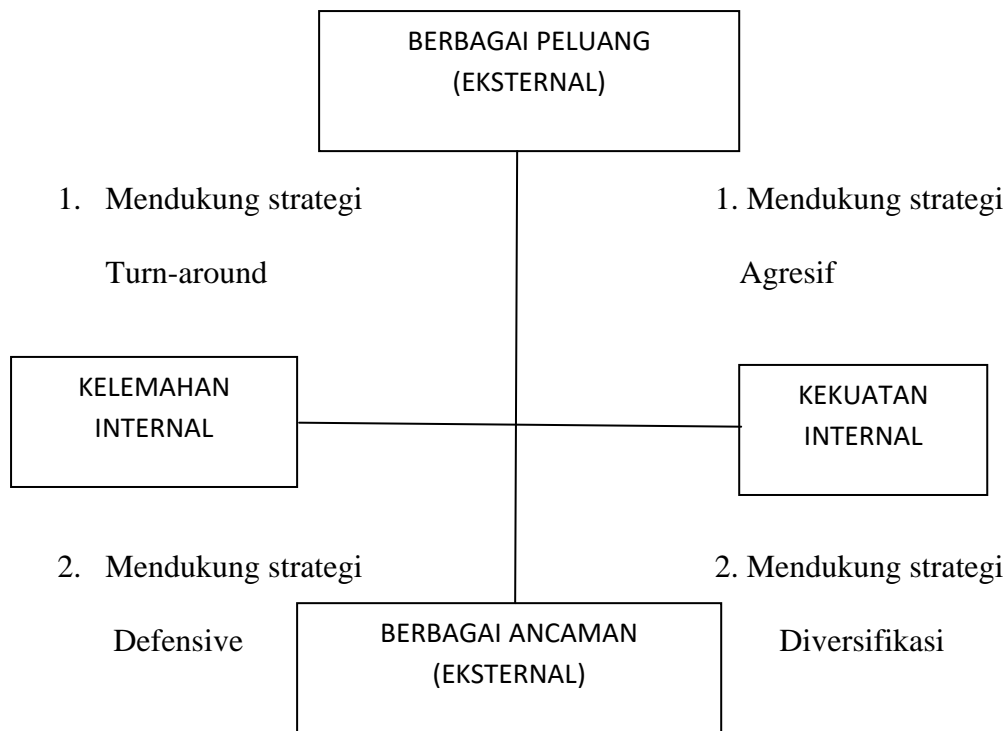 BERBAGAI PELUANG
(EKSTERNAL)
1. Mendukung strategi
Turn-around
1. Mendukung strategi
Agresif
KELEMAHAN
INTERNAL
KEKUATAN
INTERNAL
2. Mendukung strategi
Defensive
2. Mendukung strategi
Diversifikasi
BERBAGAI ANCAMAN
(EKSTERNAL)